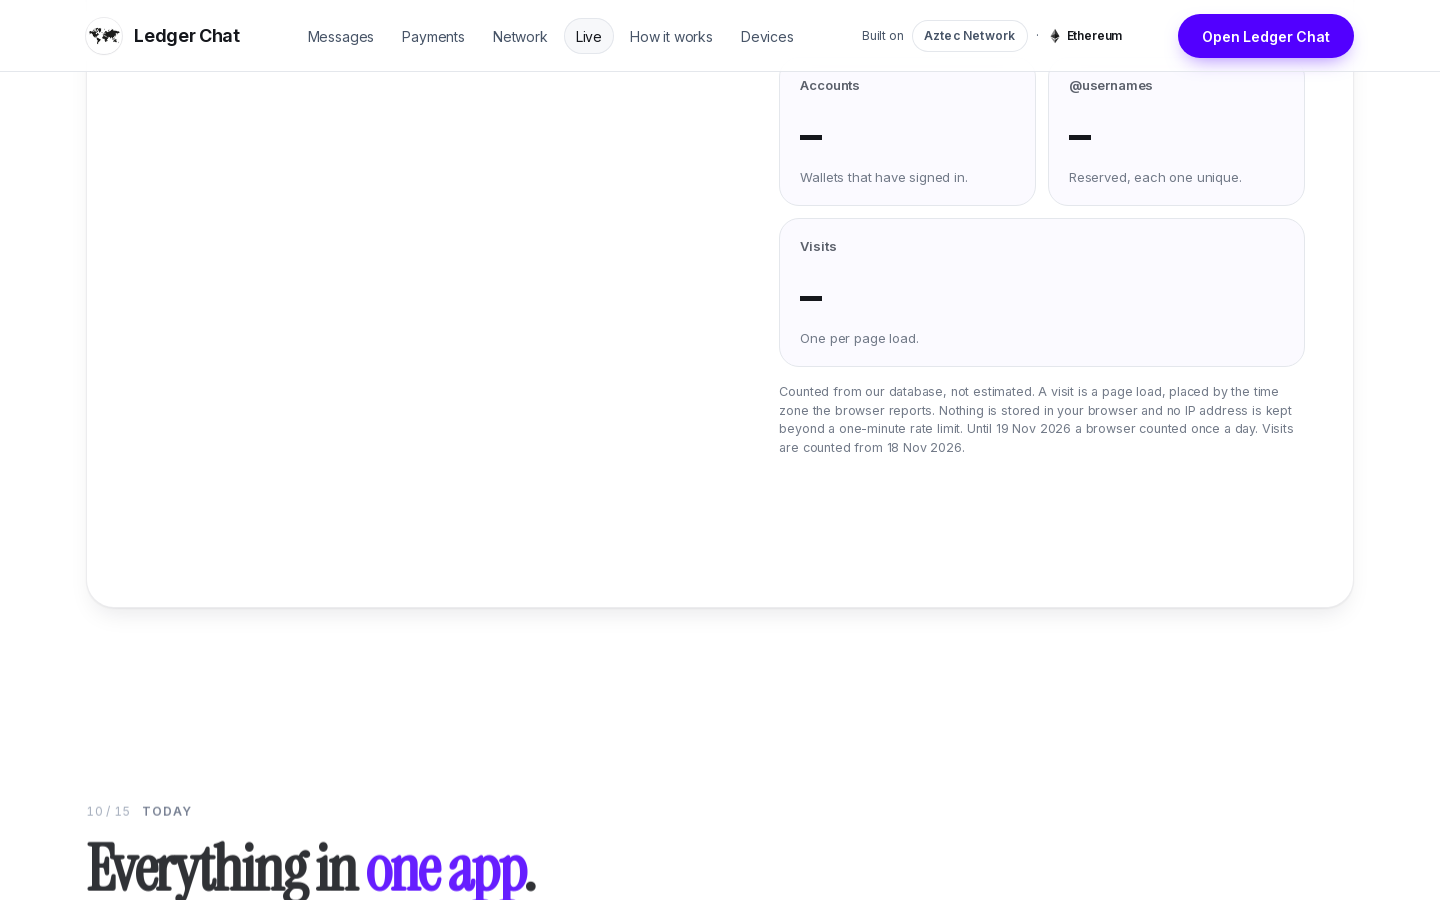 Ledger Chat
Messages
Payments
Network
Live
How it works
Devices
Built on
Aztec Network
·
Ethereum
Open Ledger Chat
Accounts
—
Wallets that have signed in.
@usernames
—
Reserved, each one unique.
Visits
—
One per page load.
Counted from our database, not estimated. A visit is a page load, placed by the time
zone the browser reports. Nothing is stored in your browser and no IP address is kept
beyond a one-minute rate limit. Until 19 Nov 2026 a browser counted once a day. Visits
are counted from 18 Nov 2026.
10 / 15 TODAY
Everything in one app.